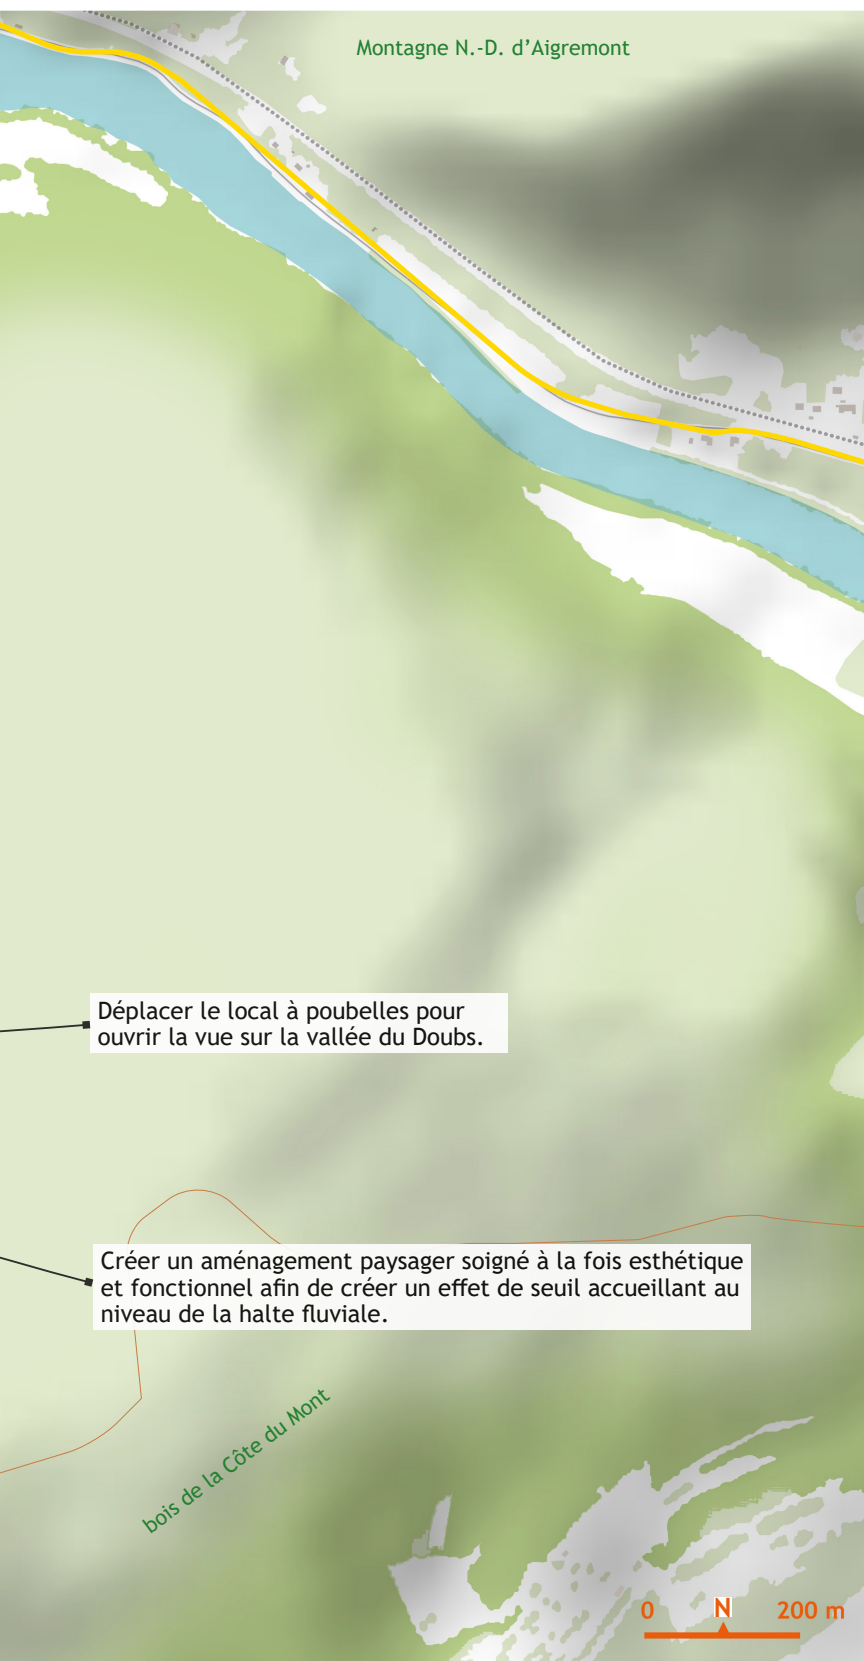 Montagne N.-D. d’Aigremont
Déplacer le local à poubelles pour
ouvrir la vue sur la vallée du Doubs.
Créer un aménagement paysager soigné à la fois esthétique
et fonctionnel afin de créer un effet de seuil accueillant au
niveau de la halte fluviale.
bois de la Côte du Mont
0 N 200 m